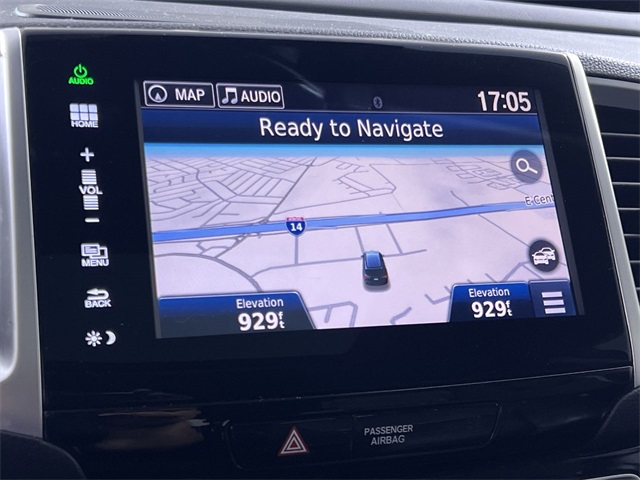 AUDIO
HOME
+
VOL
-
MENU
BACK
MAP
AUDIO
17:05
Ready to Navigate
E Cent
14
Elevation
929ft
Elevation
929ft
PASSENGER
AIRBAG